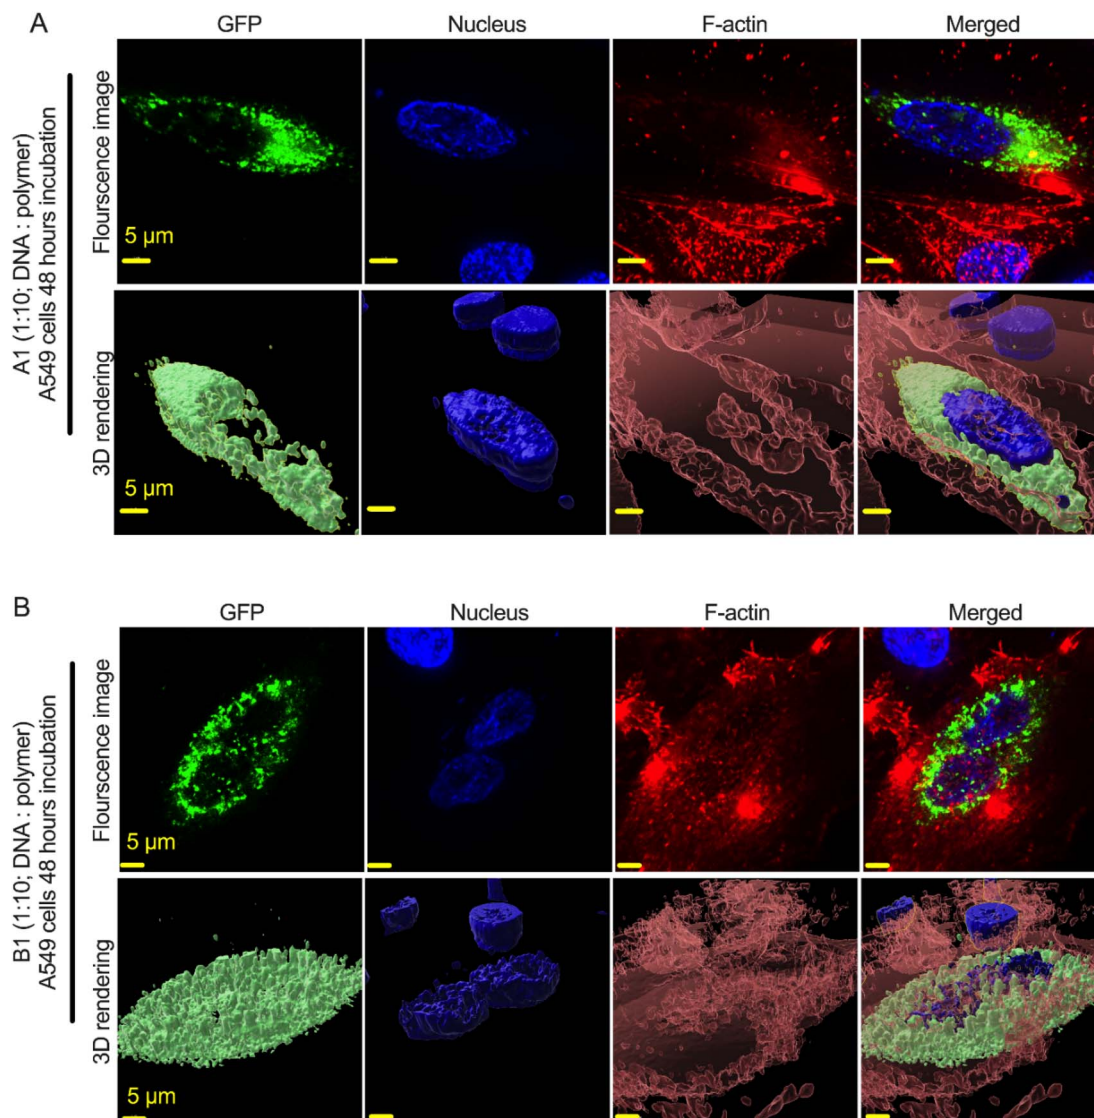 A
GFP Nucleus F-actin Merged
A1 (1:10; DNA : polymer)
A549 cells 48 hours incubation
Flourscence image
5 µm
3D rendering
5 µm
B
GFP Nucleus F-actin Merged
B1 (1:10; DNA : polymer)
A549 cells 48 hours incubation
Flourscence image
5 µm
3D rendering
5 µm